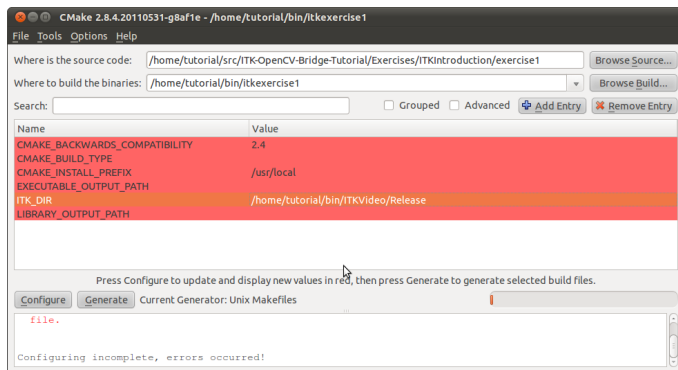 CMake 2.8.4.20110531-g8af1e - /home/tutorial/bin/itkexercise1
File Tools Options Help
Where is the source code: /home/tutorial/src/ITK-OpenCV-Bridge-Tutorial/Exercises/ITKIntroduction/exercise1 Browse Source...
Where to build the binaries: /home/tutorial/bin/itkexercise1 Browse Build...
Search: Grouped Advanced Add Entry Remove Entry
Name Value
CMAKE_BACKWARDS_COMPATIBILITY 2.4
CMAKE_BUILD_TYPE
CMAKE_INSTALL_PREFIX /usr/local
EXECUTABLE_OUTPUT_PATH
ITK_DIR /home/tutorial/bin/ITKVideo/Release
LIBRARY_OUTPUT_PATH
Press Configure to update and display new values in red, then press Generate to generate selected build files.
Configure Generate Current Generator: Unix Makefiles
file.
Configuring incomplete, errors occurred!